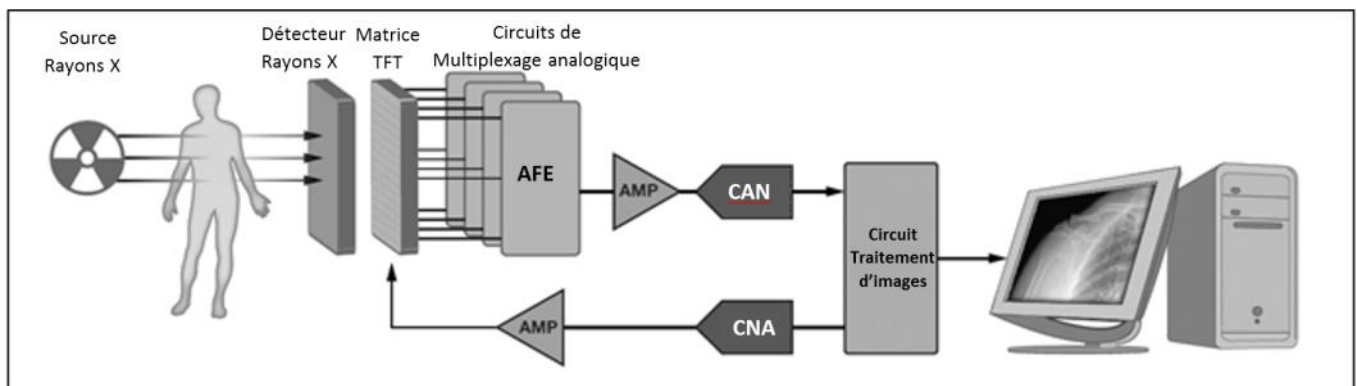 Source
Rayons X
Détecteur
Rayons X
Matrice
TFT
Circuits de
Multiplexage analogique
AFE
AMP
CAN
Circuit
Traitement
d'images
AMP
CNA